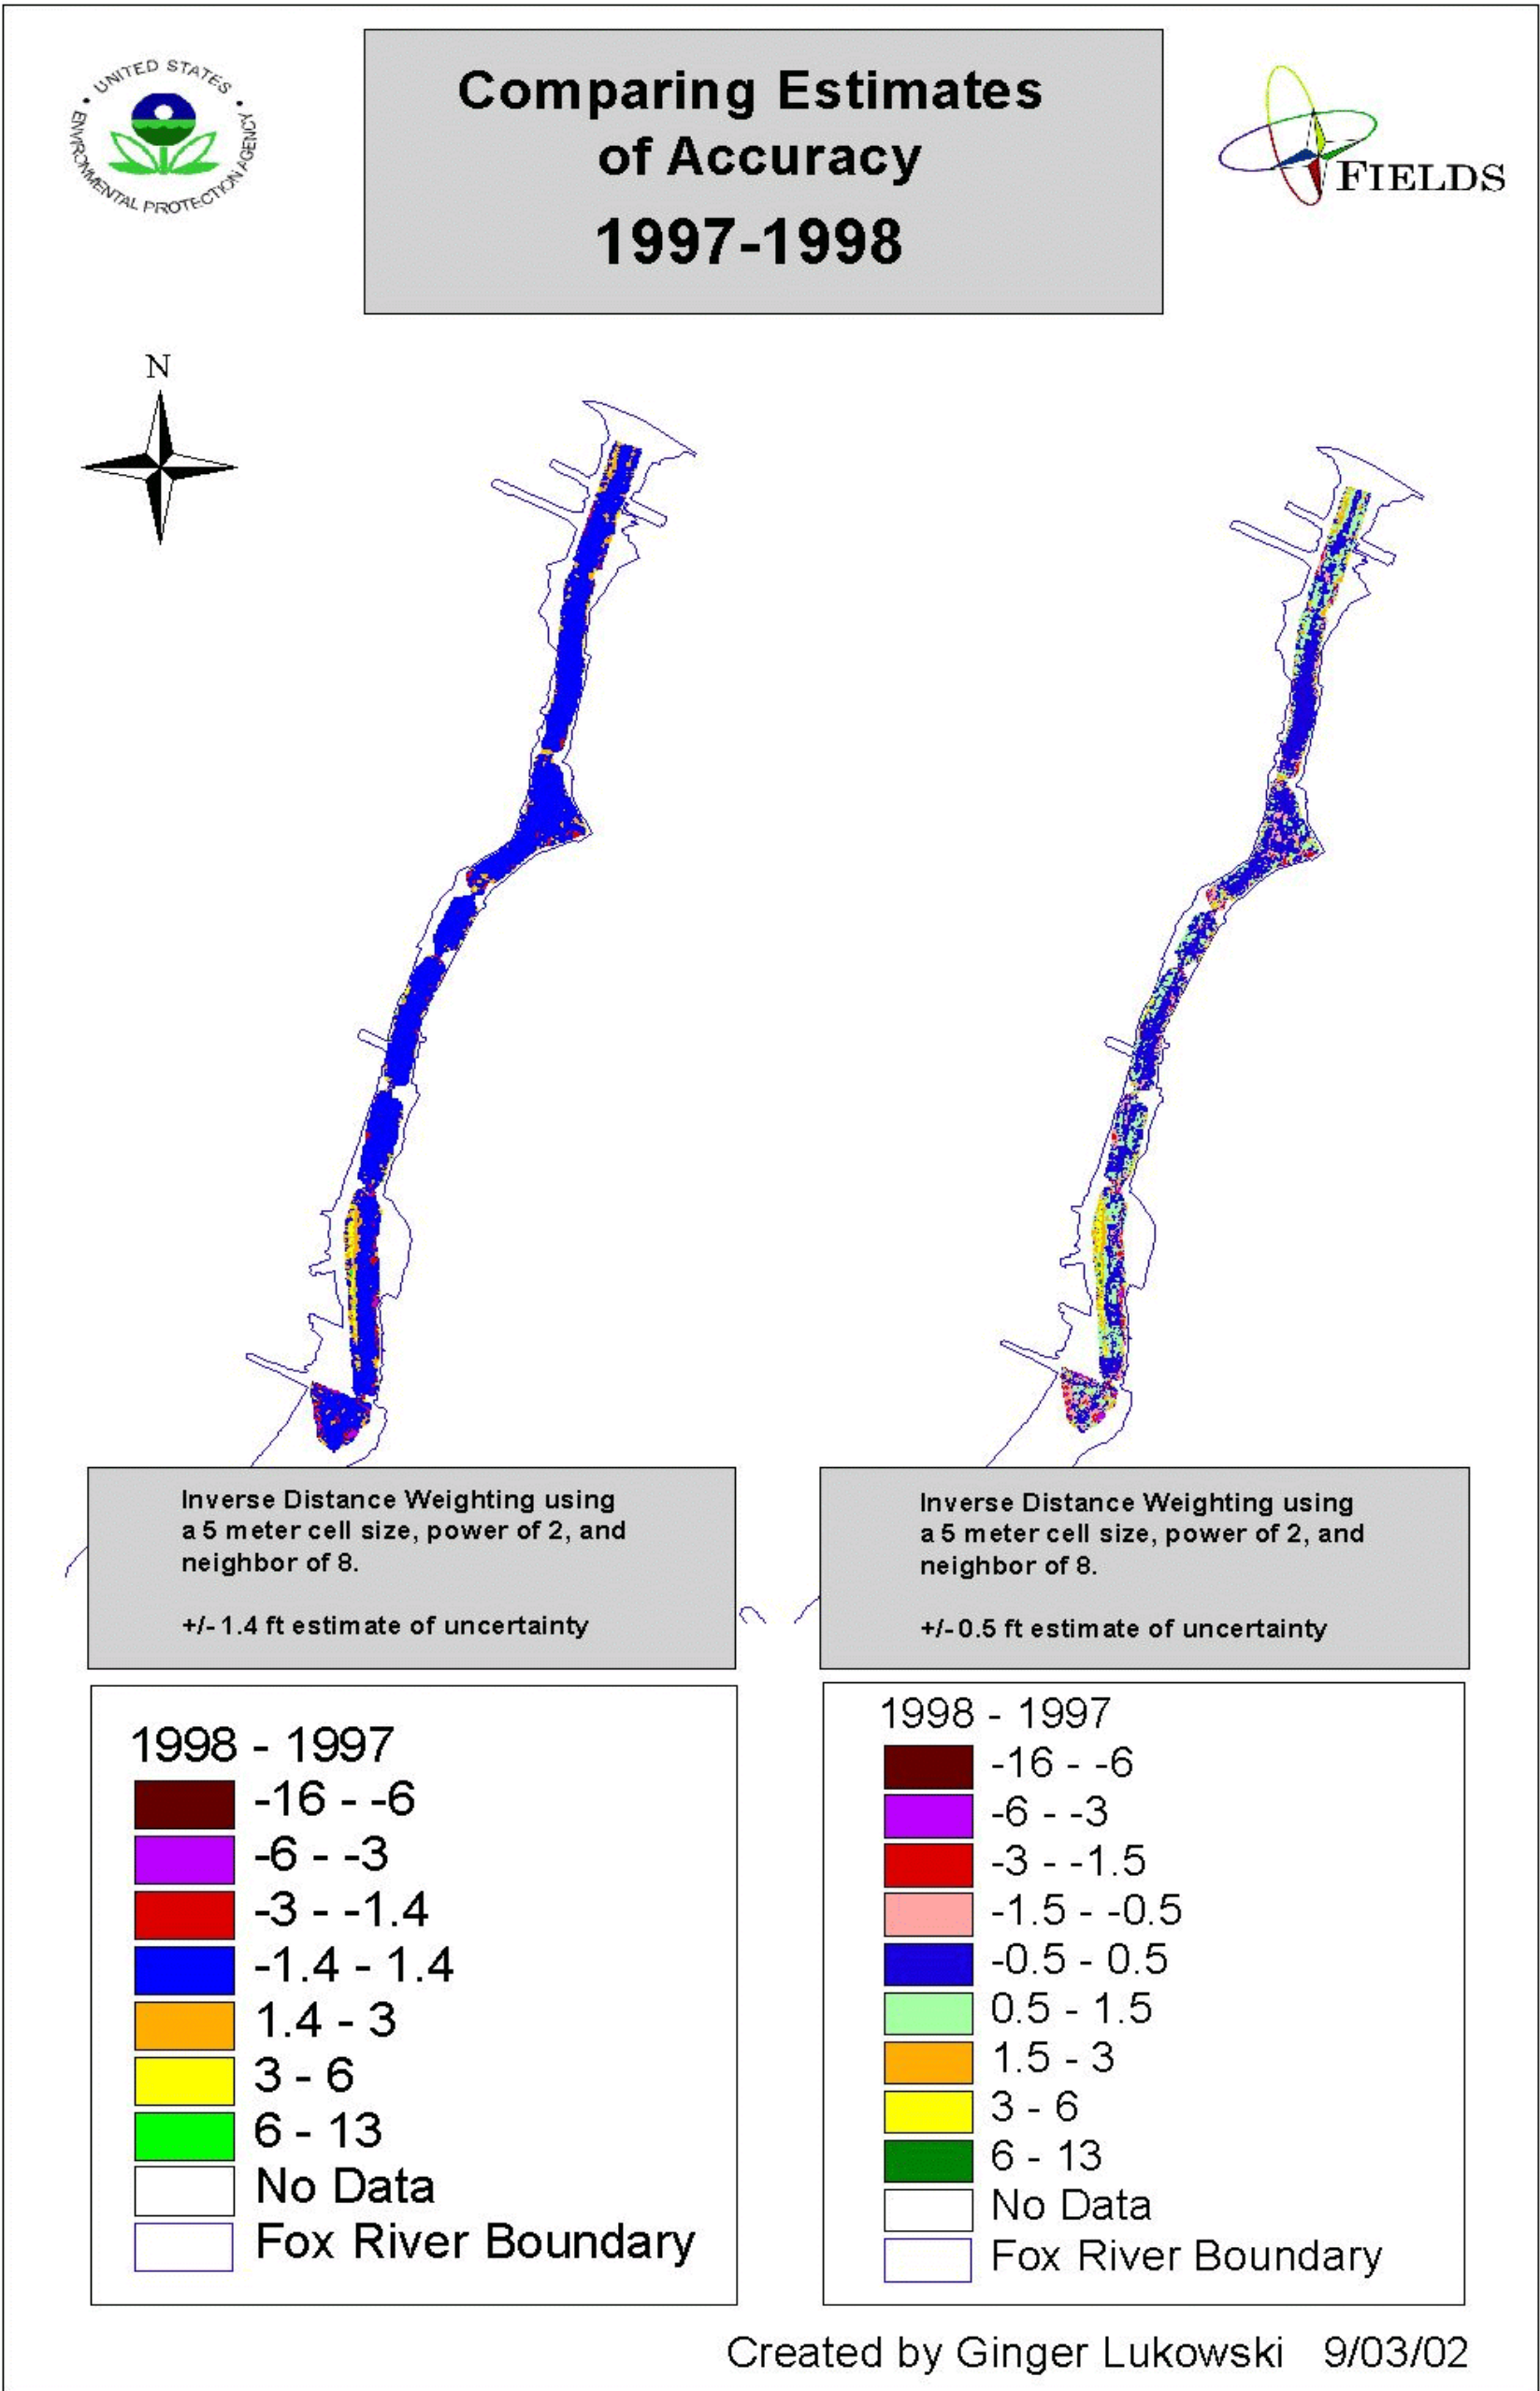 UNITED STATES
ENVIRONMENTAL PROTECTION AGENCY
Comparing Estimates
of Accuracy
1997-1998
FIELDS
N
Inverse Distance Weighting using
a 5 meter cell size, power of 2, and
neighbor of 8.
+/- 1.4 ft estimate of uncertainty
Inverse Distance Weighting using
a 5 meter cell size, power of 2, and
neighbor of 8.
+/- 0.5 ft estimate of uncertainty
1998 - 1997
-16 - -6
-6 - -3
-3 - -1.4
-1.4 - 1.4
1.4 - 3
3 - 6
6 - 13
No Data
Fox River Boundary
1998 - 1997
-16 - -6
-6 - -3
-3 - -1.5
-1.5 - -0.5
-0.5 - 0.5
0.5 - 1.5
1.5 - 3
3 - 6
6 - 13
No Data
Fox River Boundary
Created by Ginger Lukowski 9/03/02